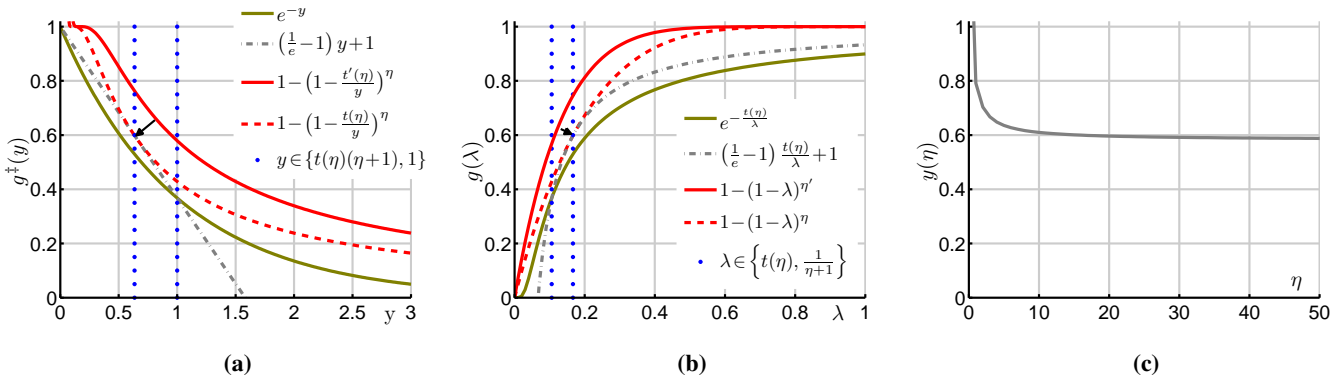 1
0.8
0.6
0.4
0.2
0
g‡(y)
0 0.5 1 1.5 2 2.5 3
y
e^{-y}
(1/e−1) y+1
1−(1−t′(η)/y)^η
1−(1−t(η)/y)^η
y∈{t(η)(η+1), 1}
(a)
1
0.8
0.6
0.4
0.2
0
g(λ)
0 0.2 0.4 0.6 0.8 1
λ
e^{−t(η)/λ}
(1/e−1) t(η)/λ+1
1−(1−λ)^{η′}
1−(1−λ)^η
λ∈{t(η), 1/(η+1)}
(b)
1
0.8
0.6
0.4
0.2
0
y(η)
0 10 20 30 40 50
η
(c)